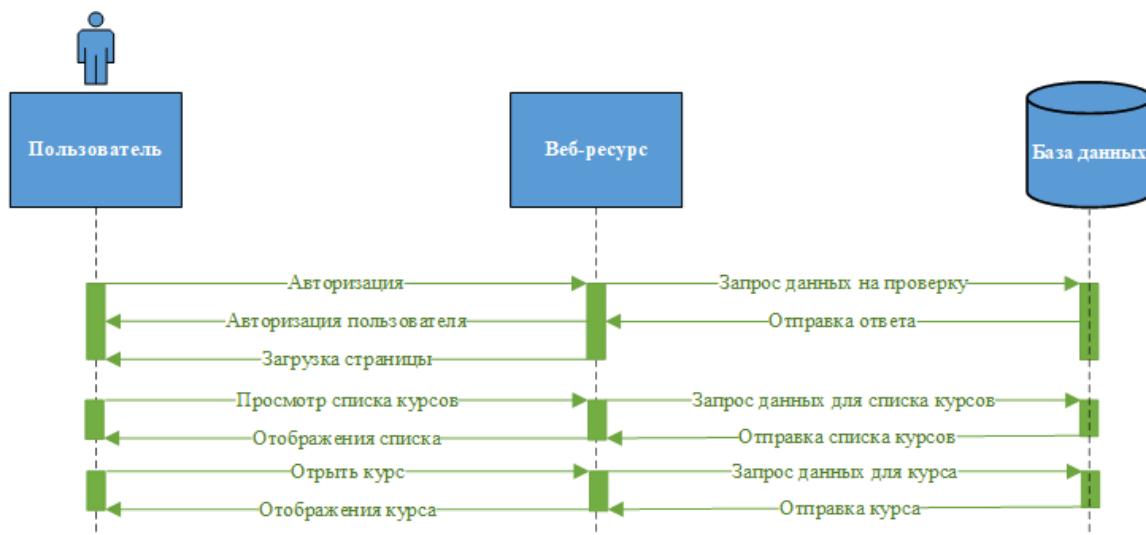 Пользователь
Веб-ресурс
База данных
Авторизация
Запрос данных на проверку
Авторизация пользователя
Отправка ответа
Загрузка страницы
Просмотр списка курсов
Запрос данных для списка курсов
Отображения списка
Отправка списка курсов
Отрыть курс
Запрос данных для курса
Отображения курса
Отправка курса